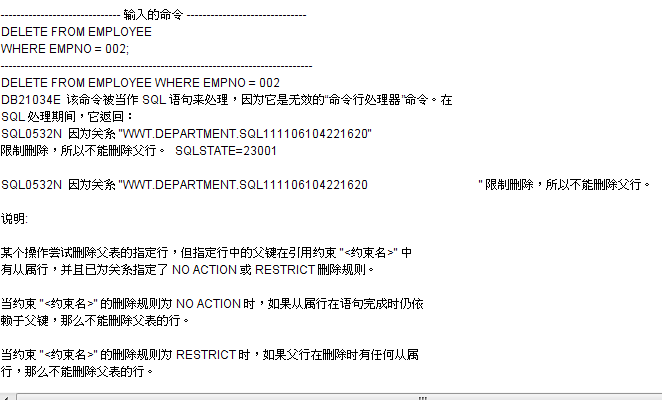 ------------------------------ 输入的命令 ------------------------------
DELETE FROM EMPLOYEE
WHERE EMPNO = 002;
------------------------------------------------------------------------------
DELETE FROM EMPLOYEE WHERE EMPNO = 002
DB21034E 该命令被当作 SQL 语句来处理，因为它是无效的“命令行处理器”命令。在
SQL 处理期间，它返回：
SQL0532N 因为关系 "WWT.DEPARTMENT.SQL111106104221620"
限制删除，所以不能删除父行。 SQLSTATE=23001
SQL0532N 因为关系 "WWT.DEPARTMENT.SQL111106104221620 " 限制删除，所以不能删除父行。
说明:
某个操作尝试删除父表的指定行，但指定行中的父键在引用约束 "<约束名>" 中
有从属行，并且已为关系指定了 NO ACTION 或 RESTRICT 删除规则。
当约束 "<约束名>" 的删除规则为 NO ACTION 时，如果从属行在语句完成时仍依
赖于父键，那么不能删除父表的行。
当约束 "<约束名>" 的删除规则为 RESTRICT 时，如果父行在删除时有任何从属
行，那么不能删除父表的行。